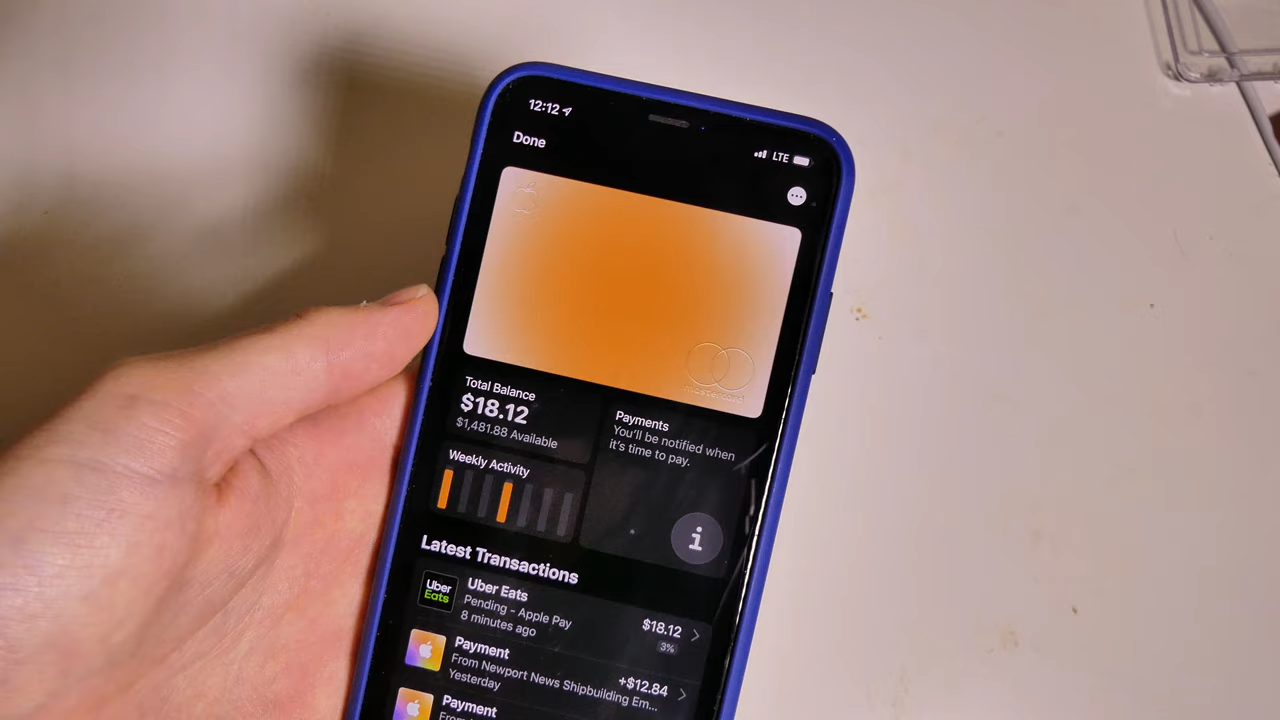 12:12
LTE
Done
mastercard
Total Balance
$18.12
$1,481.88 Available
Payments
You'll be notified when
it's time to pay.
Weekly Activity
i
Latest Transactions
Uber Eats
Uber Eats
Pending - Apple Pay
8 minutes ago
$18.12
3%
Payment
From Newport News Shipbuilding Em...
Yesterday
+$12.84
Payment